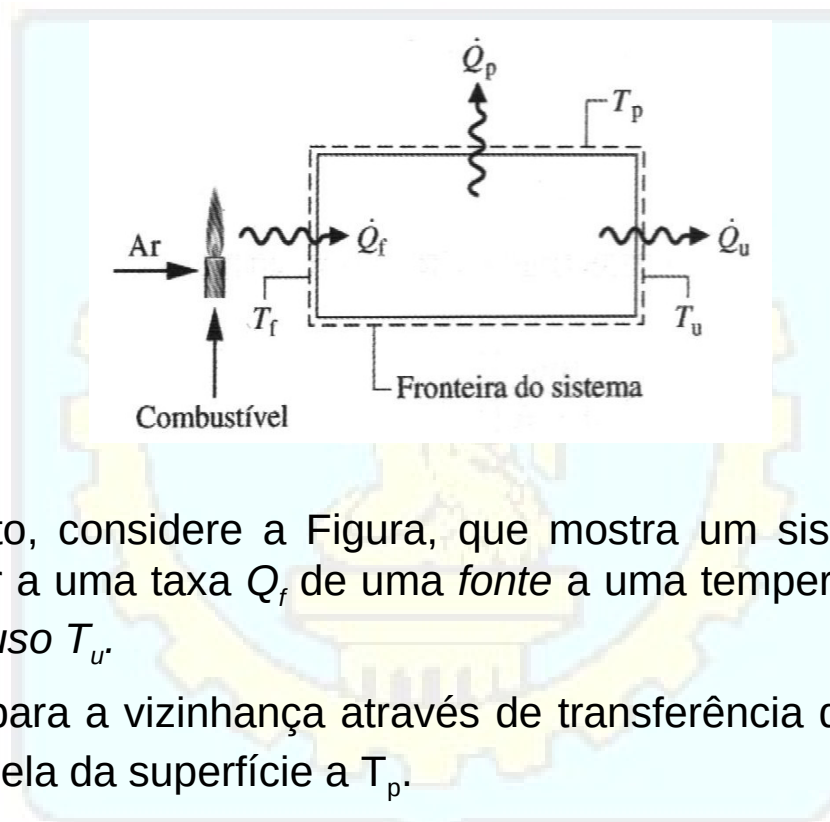 Q̇p
Tp
Ar
Q̇f
Q̇u
Tf
Tu
Fronteira do sistema
Combustível
to, considere a Figura, que mostra um sis
r a uma taxa Qf de uma fonte a uma temper
uso Tu.
para a vizinhança através de transferência
ela da superfície a Tp.